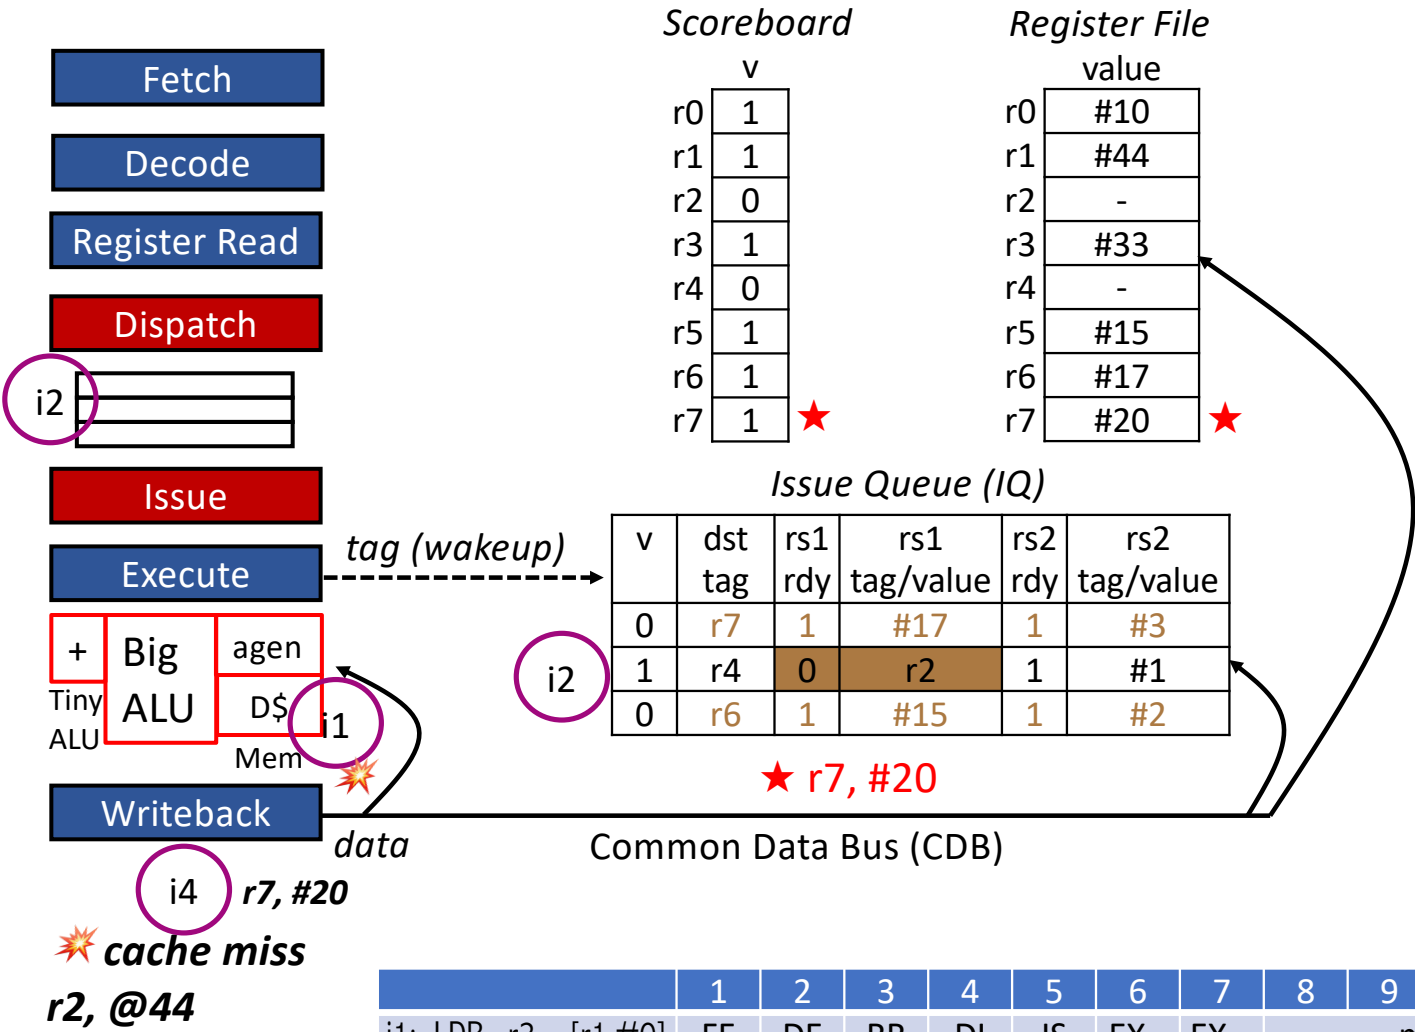 Scoreboard
Register File
v
value
Fetch
Decode
Register Read
Dispatch
i2
Issue
Execute
+
Big
ALU
agen
D$
Tiny
ALU
i1
Mem
Writeback
data
i4
r7, #20
cache miss
r2, @44
r0 1
r1 1
r2 0
r3 1
r4 0
r5 1
r6 1
r7 1
r0 #10
r1 #44
r2 -
r3 #33
r4 -
r5 #15
r6 #17
r7 #20
Issue Queue (IQ)
tag (wakeup)
v dst tag rs1 rdy rs1 tag/value rs2 rdy rs2 tag/value
0 r7 1 #17 1 #3
i2
1 r4 0 r2 1 #1
0 r6 1 #15 1 #2
r7, #20
Common Data Bus (CDB)
1 2 3 4 5 6 7 8 9